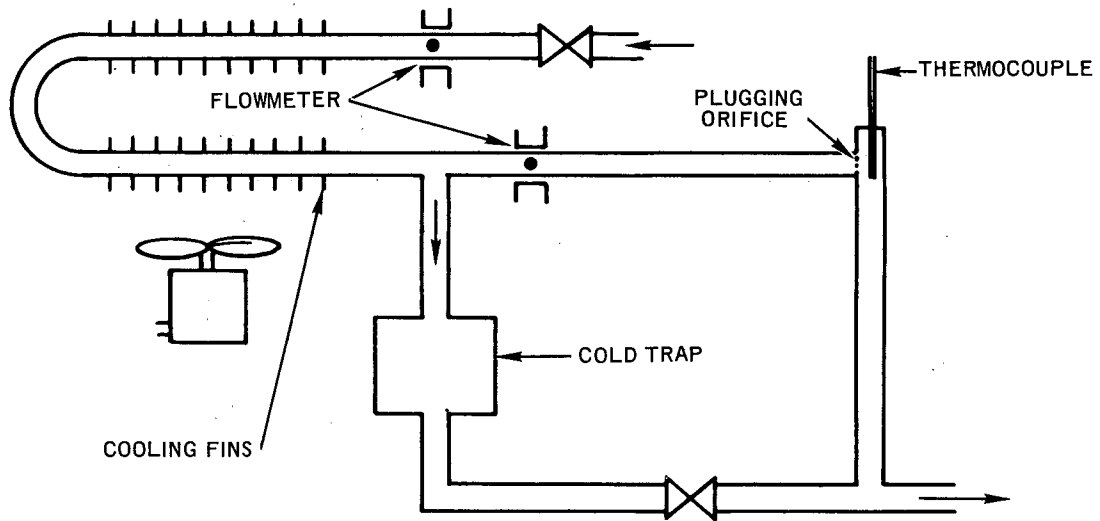 THERMOCOUPLE
PLUGGING
ORIFICE
FLOWMETER
COLD TRAP
COOLING FINS